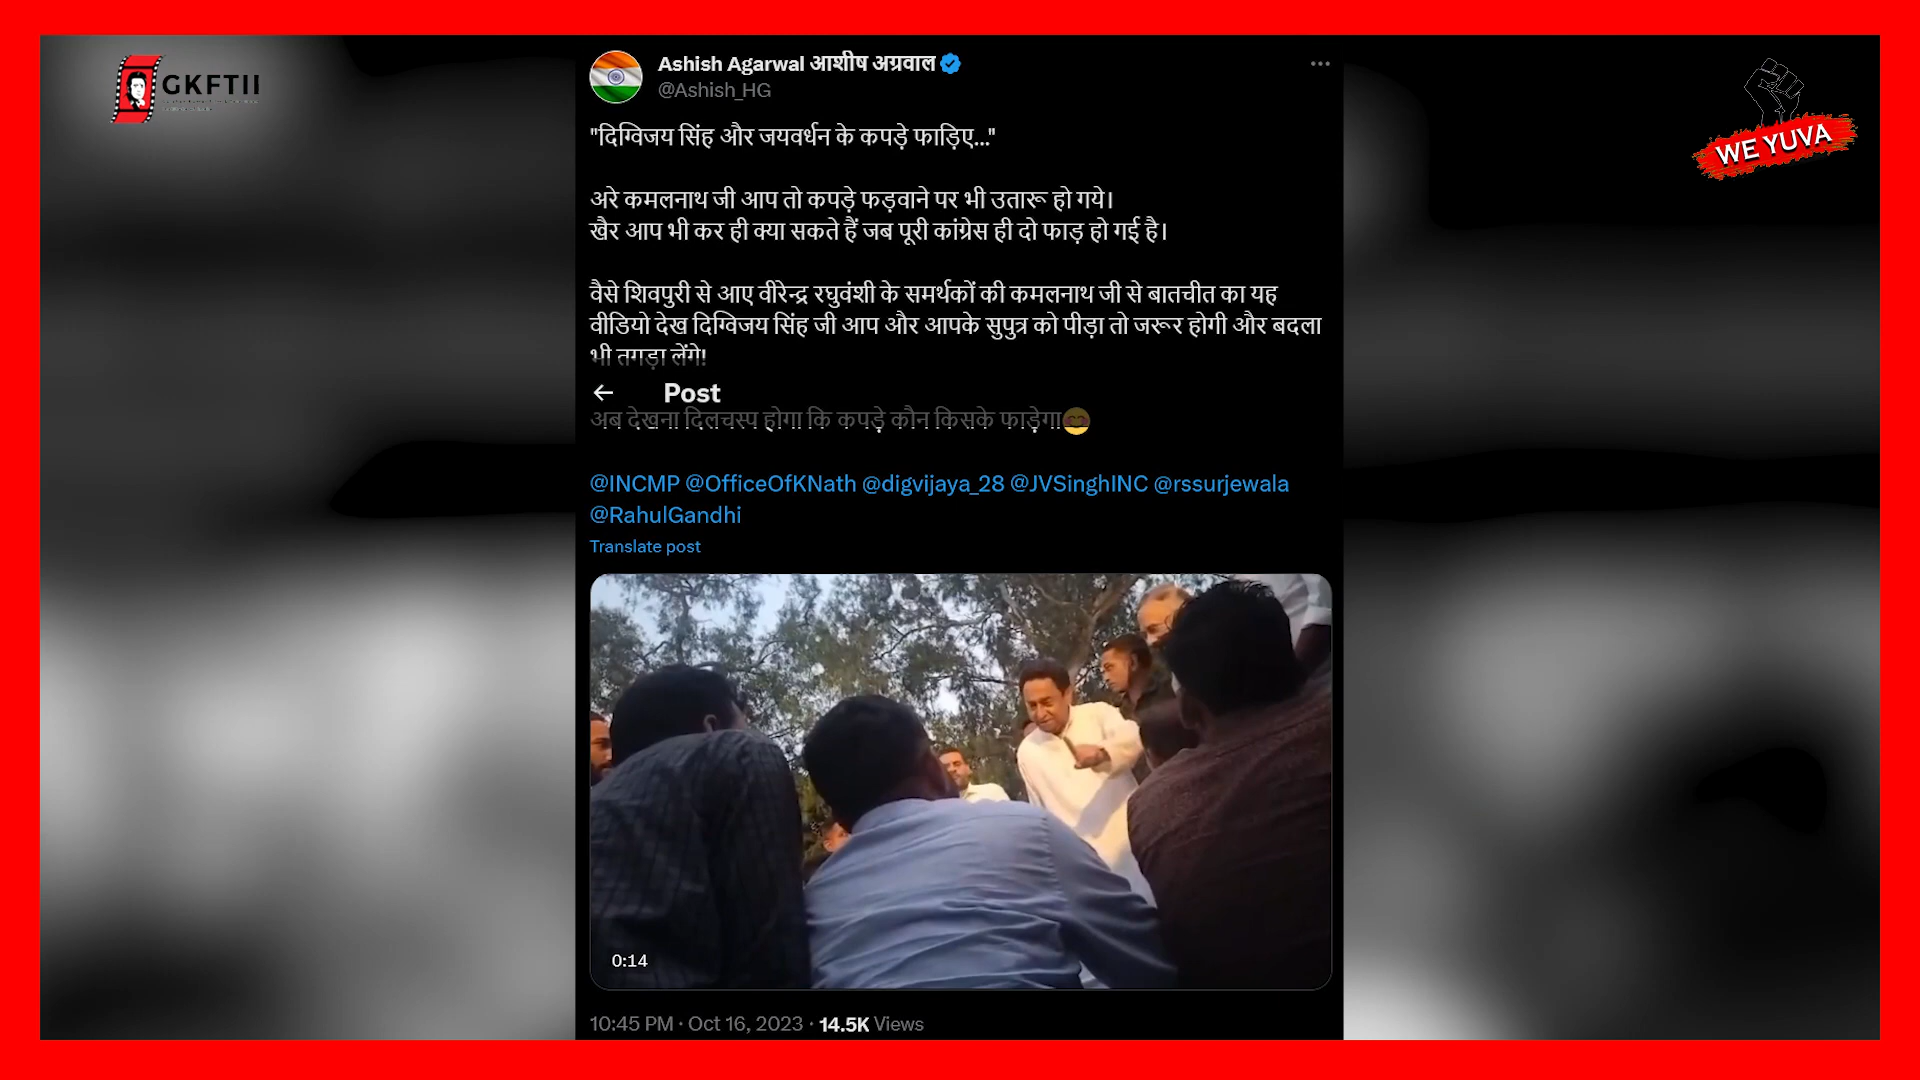 GKFTII
WE YUVA
Ashish Agarwal आशीष अग्रवाल
@Ashish_HG
"दिग्विजय सिंह और जयवर्धन के कपड़े फाड़िए..."
अरे कमलनाथ जी आप तो कपड़े फड़वाने पर भी उतारू हो गये।
खैर आप भी कर ही क्या सकते हैं जब पूरी कांग्रेस ही दो फाड़ हो गई है।
वैसे शिवपुरी से आए वीरेन्द्र रघुवंशी के समर्थकों की कमलनाथ जी से बातचीत का यह
वीडियो देख दिग्विजय सिंह जी आप और आपके सुपुत्र को पीड़ा तो जरूर होगी और बदला
भी तगड़ा लेंगे!
Post
अब देखना दिलचस्प होगा कि कपड़े कौन किसके फाड़ेगा😊
@INCMP @OfficeOfKNath @digvijaya_28 @JVSinghINC @rssurjewala
@RahulGandhi
Translate post
0:14
10:45 PM · Oct 16, 2023 · 14.5K Views